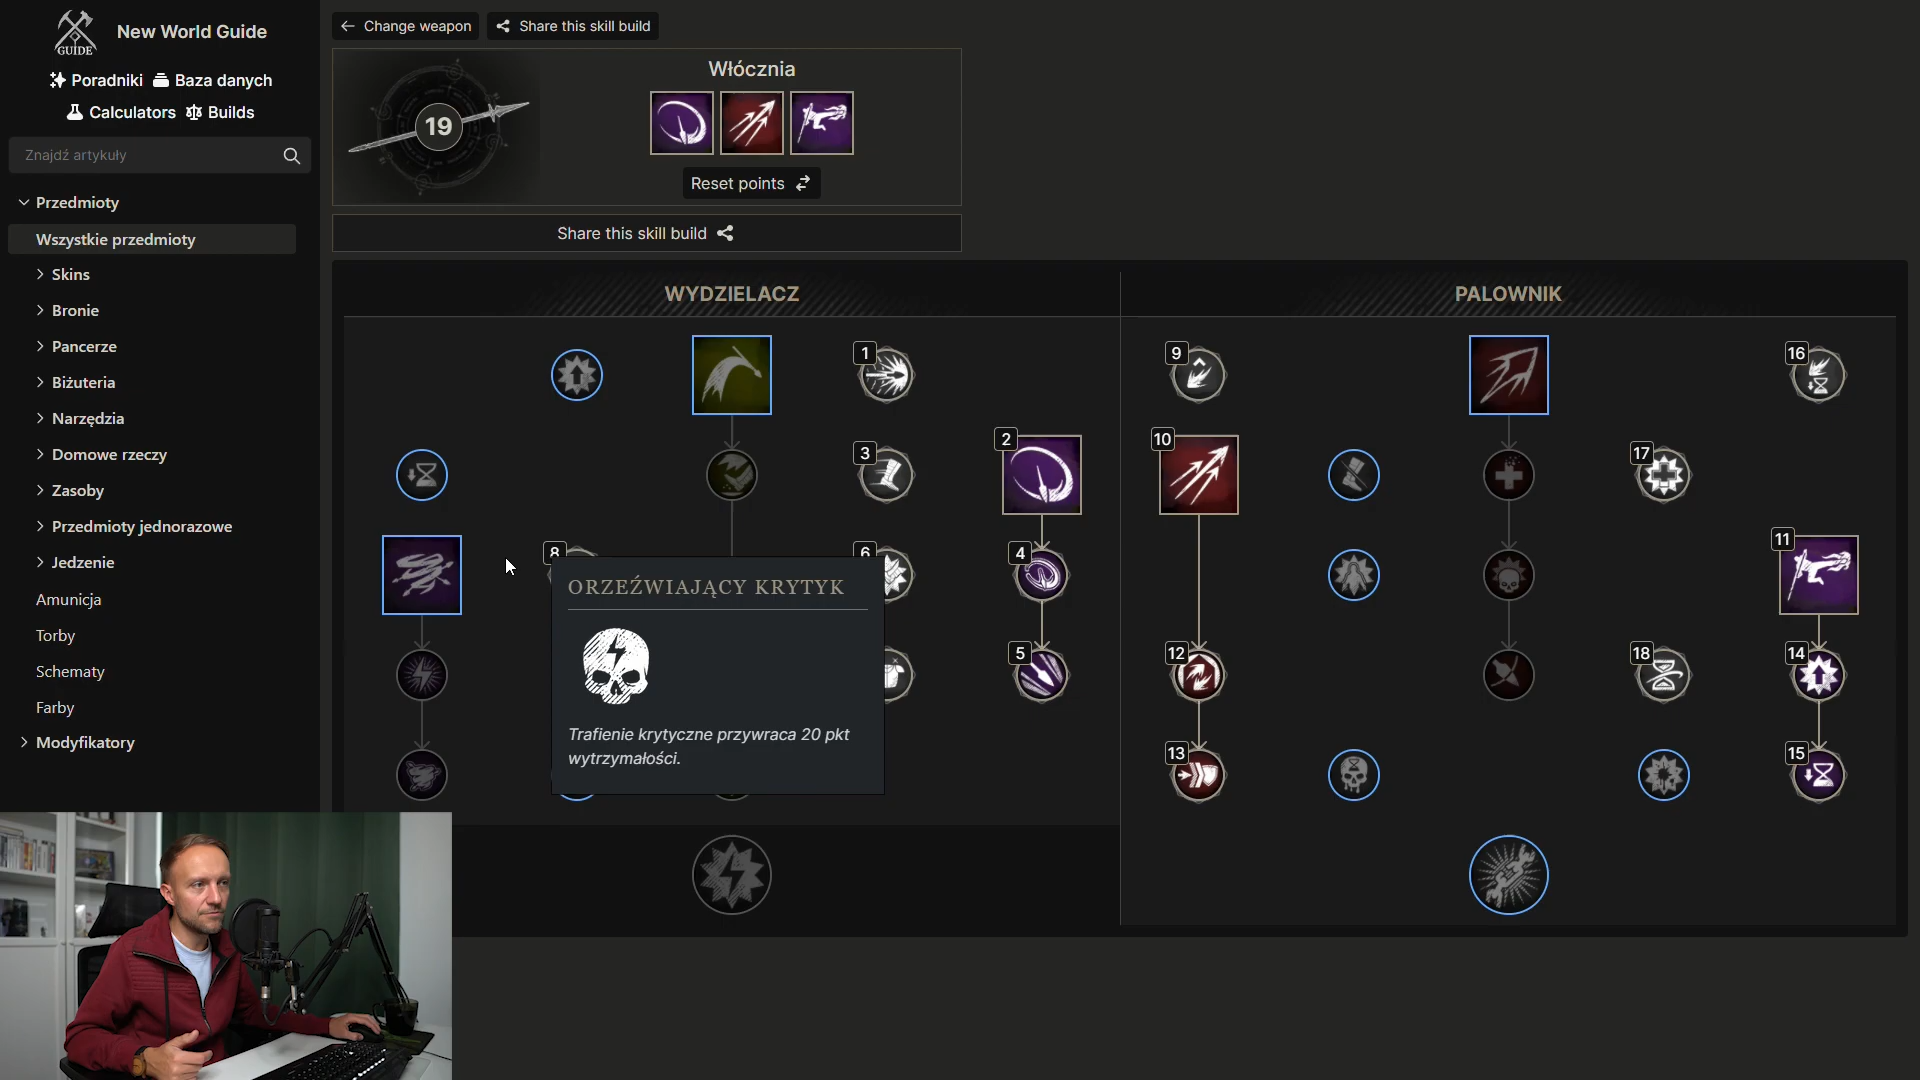 GUIDE
New World Guide
Poradniki
Baza danych
Calculators
Builds
Znajdź artykuły
Przedmioty
Wszystkie przedmioty
Skins
Bronie
Pancerze
Biżuteria
Narzędzia
Domowe rzeczy
Zasoby
Przedmioty jednorazowe
Jedzenie
Amunicja
Torby
Schematy
Farby
Modyfikatory
Change weapon
Share this skill build
19
Włócznia
Reset points
Share this skill build
WYDZIELACZ
1
3
2
8
6
4
5
ORZEŹWIAJĄCY KRYTYK
Trafienie krytyczne przywraca 20 pkt
wytrzymałości.
PALOWNIK
9
16
10
17
11
12
18
14
13
15